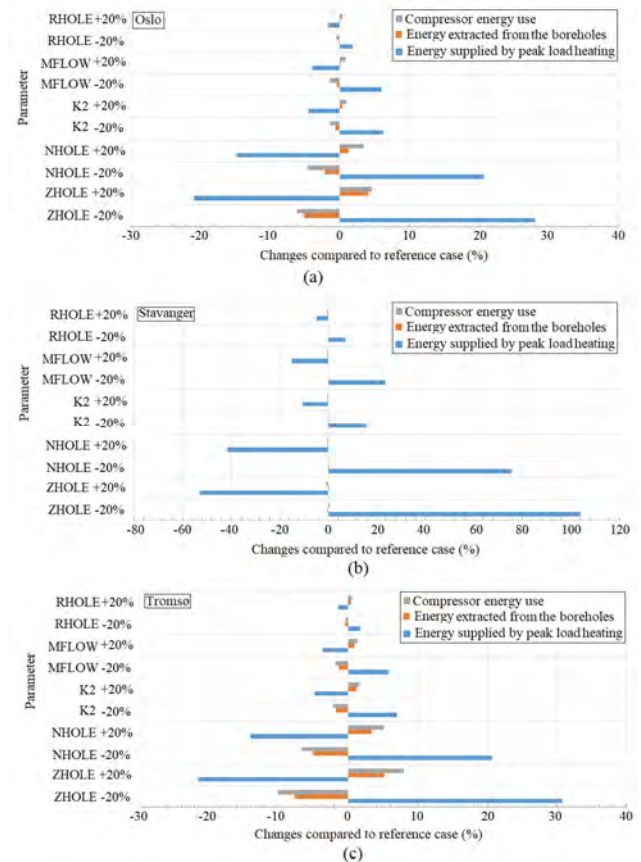 Oslo
Compressor energy use
Energy extracted from the boreholes
Energy supplied by peak load heating
Parameter
RHOLE +20%
RHOLE -20%
MFLOW +20%
MFLOW -20%
K2 +20%
K2 -20%
NHOLE +20%
NHOLE -20%
ZHOLE +20%
ZHOLE -20%
-30 -20 -10 0 10 20 30 40
Changes compared to reference case (%)
(a)
Stavanger
Compressor energy use
Energy extracted from the boreholes
Energy supplied by peak load heating
Parameter
RHOLE +20%
RHOLE -20%
MFLOW +20%
MFLOW -20%
K2 +20%
K2 -20%
NHOLE +20%
NHOLE -20%
ZHOLE +20%
ZHOLE -20%
-80 -60 -40 -20 0 20 40 60 80 100 120
Changes compared to reference case (%)
(b)
Tromsø
Compressor energy use
Energy extracted from the boreholes
Energy supplied by peak load heating
Parameter
RHOLE +20%
RHOLE -20%
MFLOW +20%
MFLOW -20%
K2 +20%
K2 -20%
NHOLE +20%
NHOLE -20%
ZHOLE +20%
ZHOLE -20%
-30 -20 -10 0 10 20 30 40
Changes compared to reference case (%)
(c)